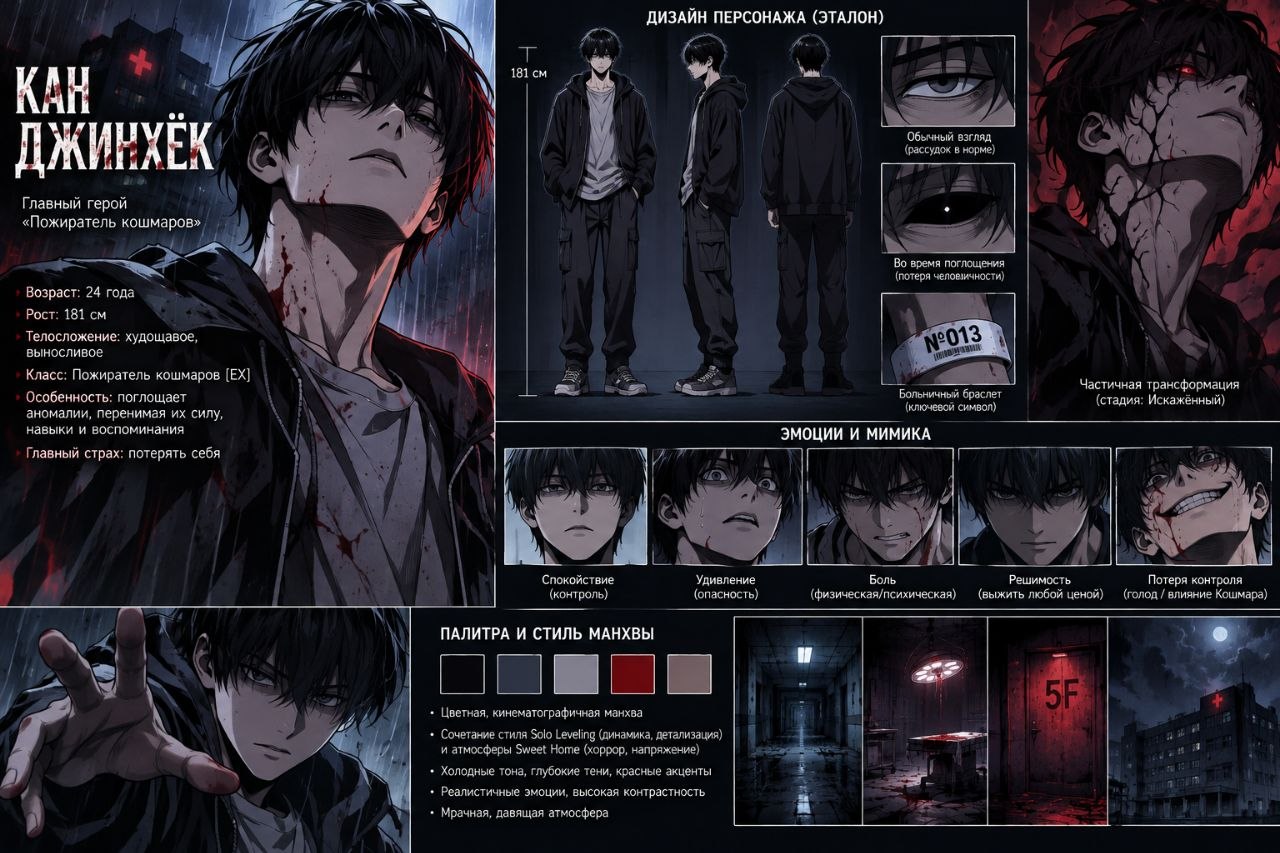 КАН
ДЖИНХЁК
Главный герой
«Пожиратель кошмаров»
Возраст: 24 года
Рост: 181 см
Телосложение: худощавое,
выносливое
Класс: Пожиратель кошмаров [EX]
Особенность: поглощает
аномалии, перенимая их силу,
навыки и воспоминания
Главный страх: потерять себя
ДИЗАЙН ПЕРСОНАЖА (ЭТАЛОН)
181 см
Обычный взгляд
(рассудок в норме)
Во время поглощения
(потеря человичности)
№013
Больничный браслет
(ключевой символ)
Частичная трансформация
(стадия: Искажённый)
ЭМОЦИИ И МИМИКА
Спокойствие
(контроль)
Удивление
(опасность)
Боль
(физическая/психическая)
Решимость
(выжить любой ценой)
Потеря контроля
(голод / влияние Кошмара)
ПАЛИТРА И СТИЛЬ МАНХВЫ
• Цветная, кинематографичная манхва
• Сочетание стиля Solo Leveling (динамика, детализация)
и атмосферы Sweet Home (хоррор, напряжение)
• Холодные тона, глубокие тени, красные акценты
• Реалистичные эмоции, высокая контрастность
• Мрачная, давящая атмосфера
5F